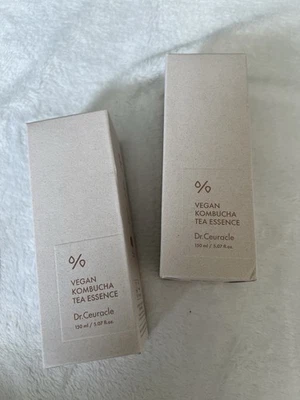 %
VEGAN
KOMBUCHA
TEA ESSENCE
Dr.Ceuracle
150 ml / 5.07 fl.oz.
%
VEGAN
KOMBUCHA
TEA ESSENCE
Dr.Ceuracle
150 ml / 5.07 fl.oz.